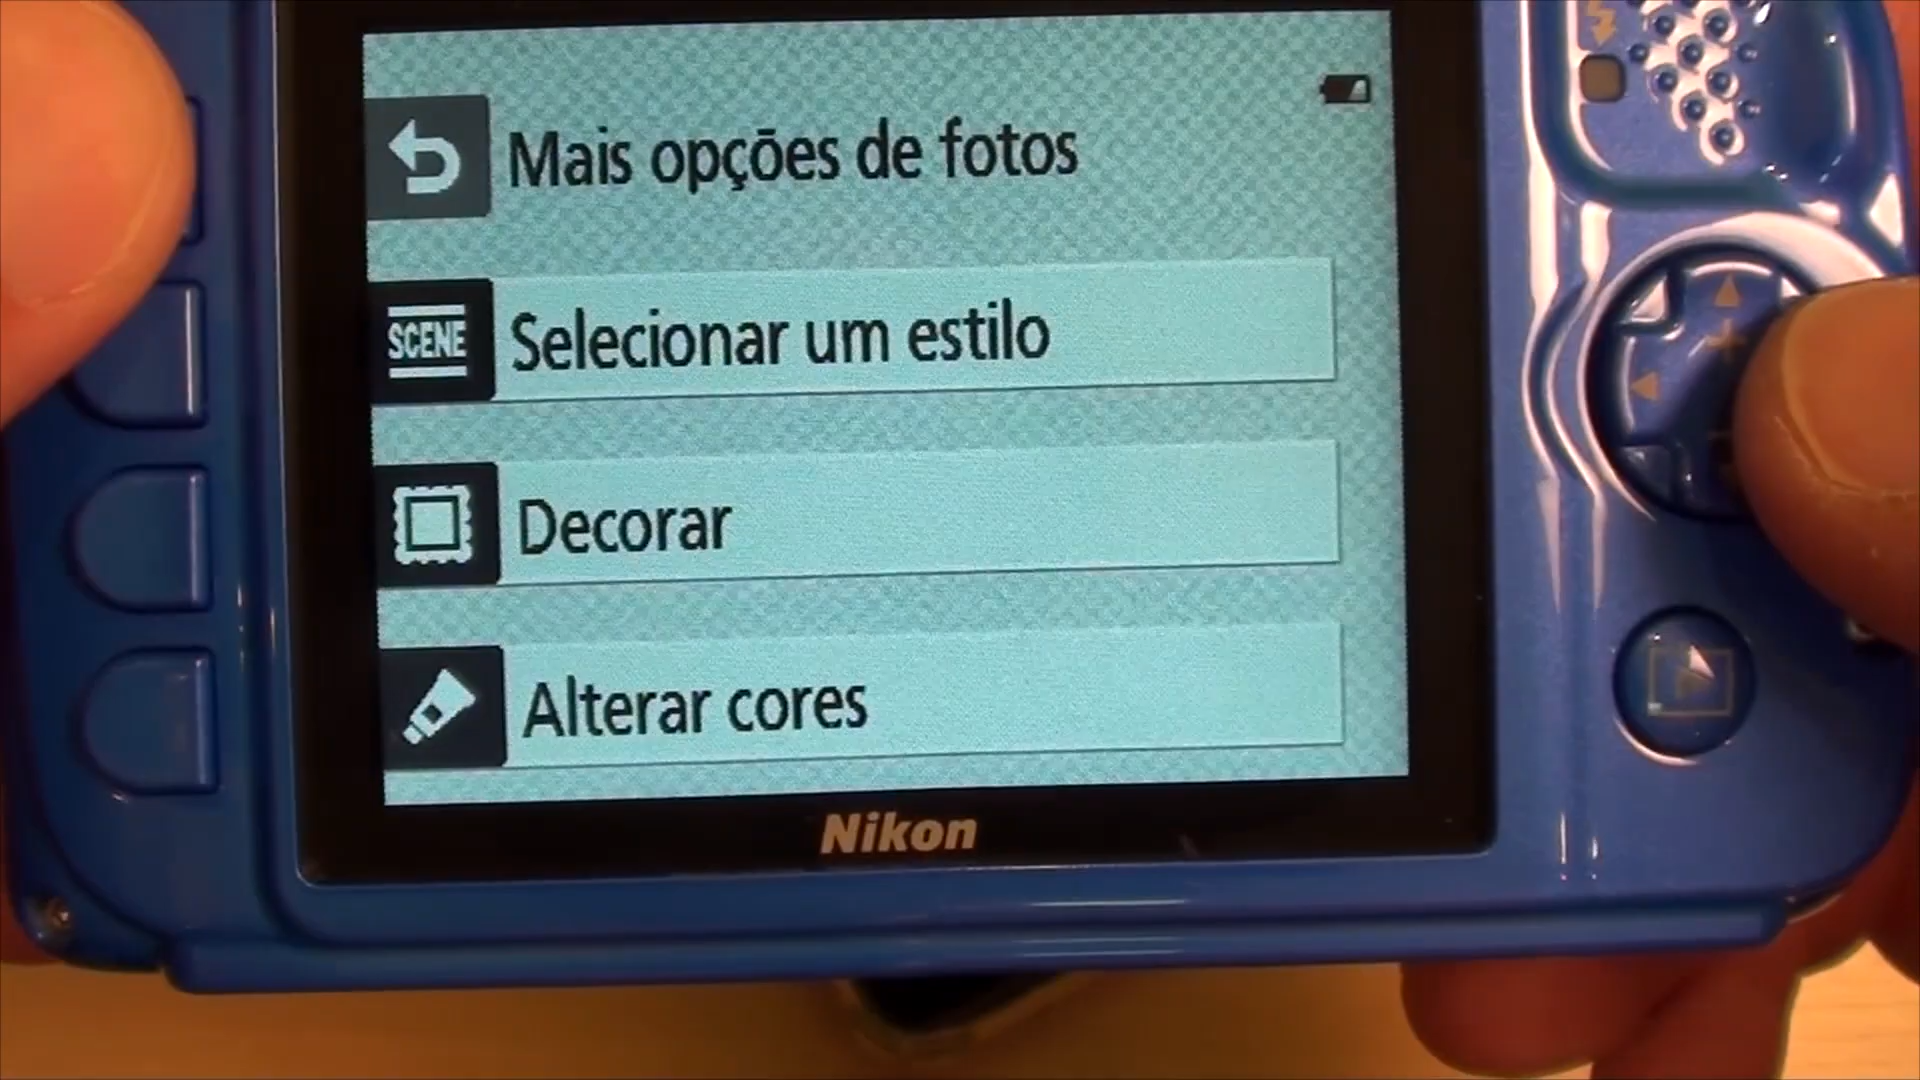 Mais opções de fotos
SCENE
Selecionar um estilo
Decorar
Alterar cores
Nikon